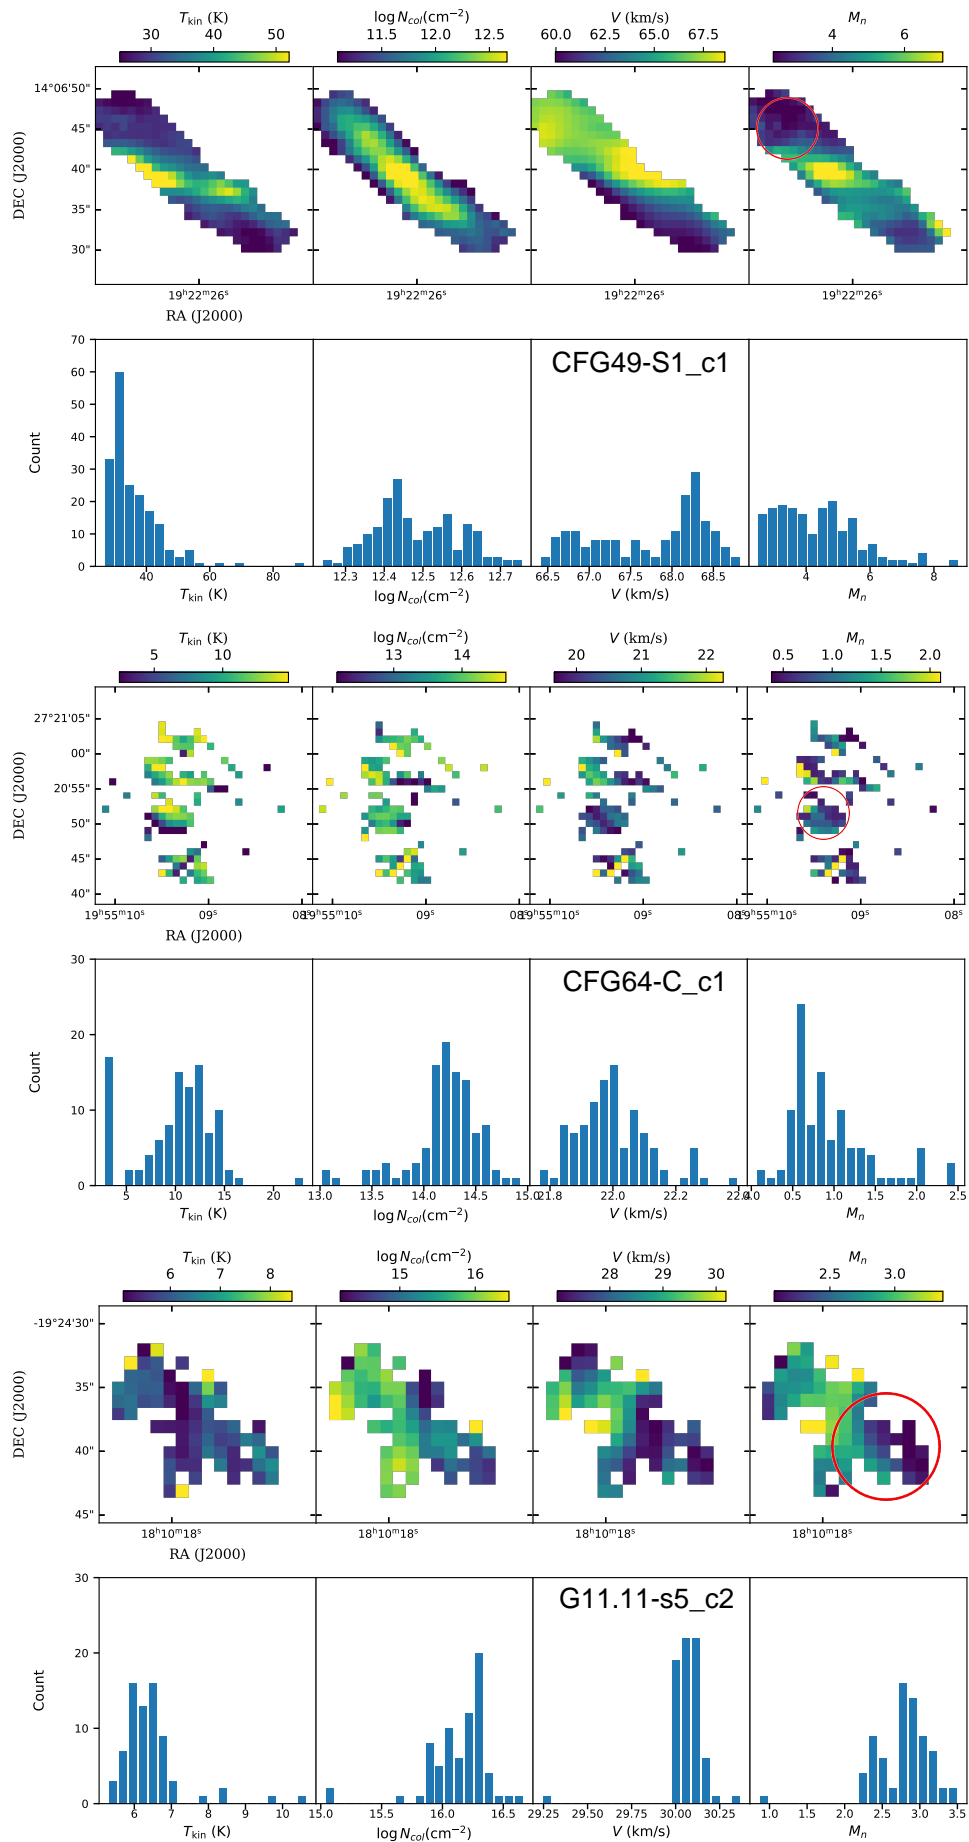 T_kin (K) log N_col(cm⁻²) V (km/s) M_n
30 40 50 11.5 12.0 12.5 60.0 62.5 65.0 67.5 4 6
14°06'50"
45"
40"
35"
30"
DEC (J2000)
19ʰ22ᵐ26ˢ 19ʰ22ᵐ26ˢ 19ʰ22ᵐ26ˢ 19ʰ22ᵐ26ˢ
RA (J2000)
CFG49-S1_c1
70
60
50
40
30
20
10
0
Count
40 60 80 12.3 12.4 12.5 12.6 12.7 66.5 67.0 67.5 68.0 68.5 4 6 8
T_kin (K) log N_col(cm⁻²) V (km/s) M_n
T_kin (K) log N_col(cm⁻²) V (km/s) M_n
5 10 13 14 20 21 22 0.5 1.0 1.5 2.0
27°21'05"
00"
20'55"
50"
45"
40"
DEC (J2000)
19ʰ55ᵐ10ˢ 09ˢ 08ˢ 19ʰ55ᵐ10ˢ 09ˢ 08ˢ 19ʰ55ᵐ10ˢ 09ˢ 08ˢ 19ʰ55ᵐ10ˢ 09ˢ 08ˢ
RA (J2000)
CFG64-C_c1
30
20
10
0
Count
5 10 15 20 13.0 13.5 14.0 14.5 15.0 21.8 22.0 22.2 22.4 0.0 0.5 1.0 1.5 2.0 2.5
T_kin (K) log N_col(cm⁻²) V (km/s) M_n
T_kin (K) log N_col(cm⁻²) V (km/s) M_n
6 7 8 15 16 28 29 30 2.5 3.0
-19°24'30"
35"
40"
45"
DEC (J2000)
18ʰ10ᵐ18ˢ 18ʰ10ᵐ18ˢ 18ʰ10ᵐ18ˢ 18ʰ10ᵐ18ˢ
RA (J2000)
G11.11-s5_c2
30
20
10
0
Count
6 7 8 9 10 15.0 15.5 16.0 16.5 29.25 29.50 29.75 30.00 30.25 1.0 1.5 2.0 2.5 3.0 3.5
T_kin (K) log N_col(cm⁻²) V (km/s) M_n